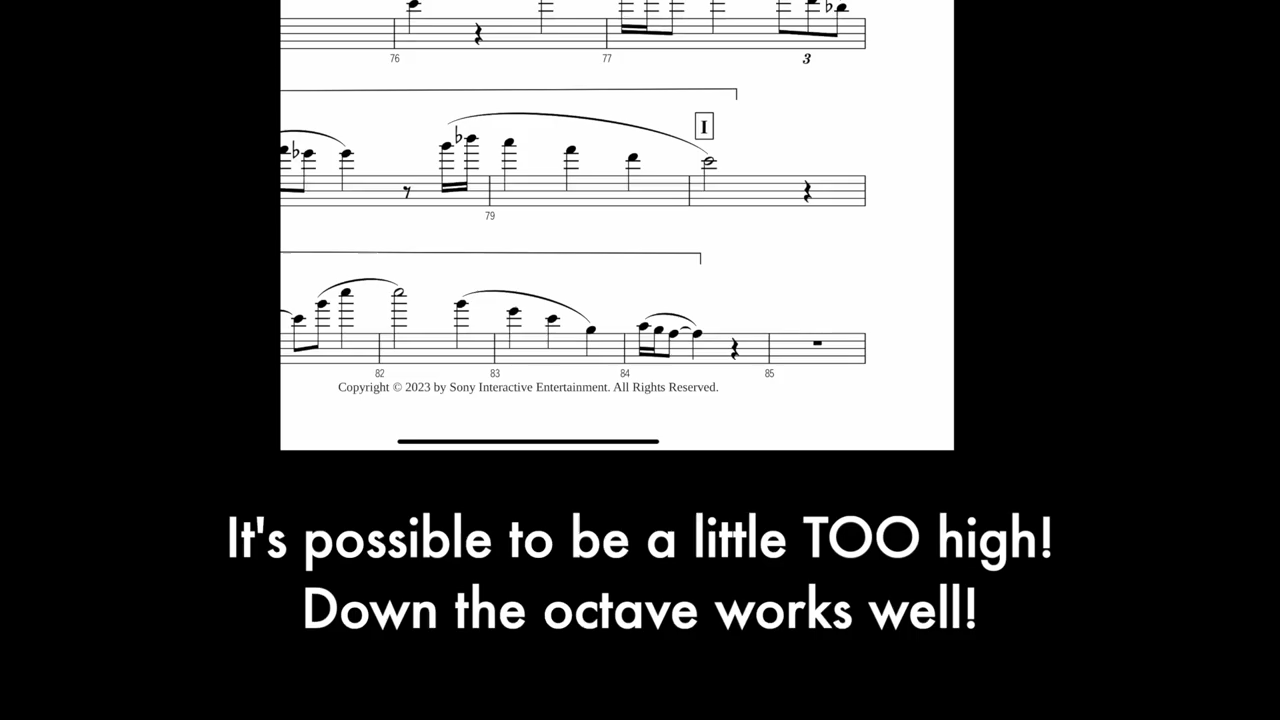 76
77
3
I
79
82
83
84
85
Copyright © 2023 by Sony Interactive Entertainment. All Rights Reserved.
It's possible to be a little TOO high!
Down the octave works well!